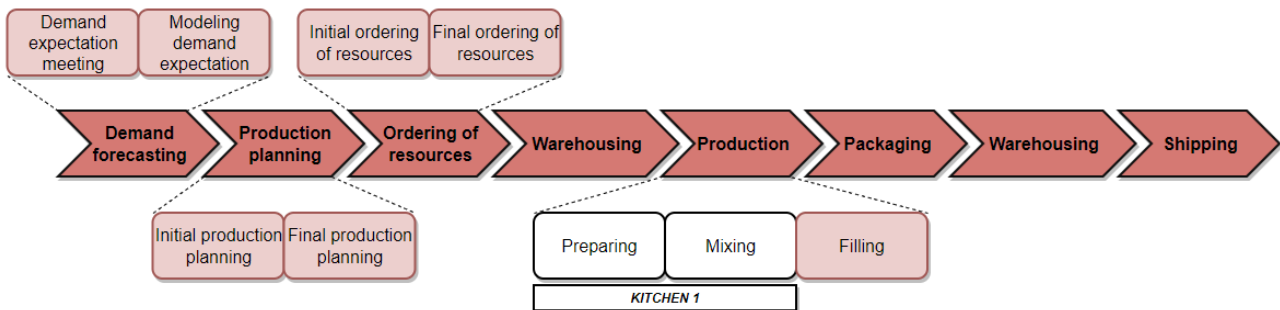 Demand
expectation
meeting
Modeling
demand
expectation
Initial ordering
of resources
Final ordering of
resources
Demand
forecasting
Production
planning
Ordering of
resources
Warehousing
Production
Packaging
Warehousing
Shipping
Initial production
planning
Final production
planning
Preparing
Mixing
Filling
KITCHEN 1